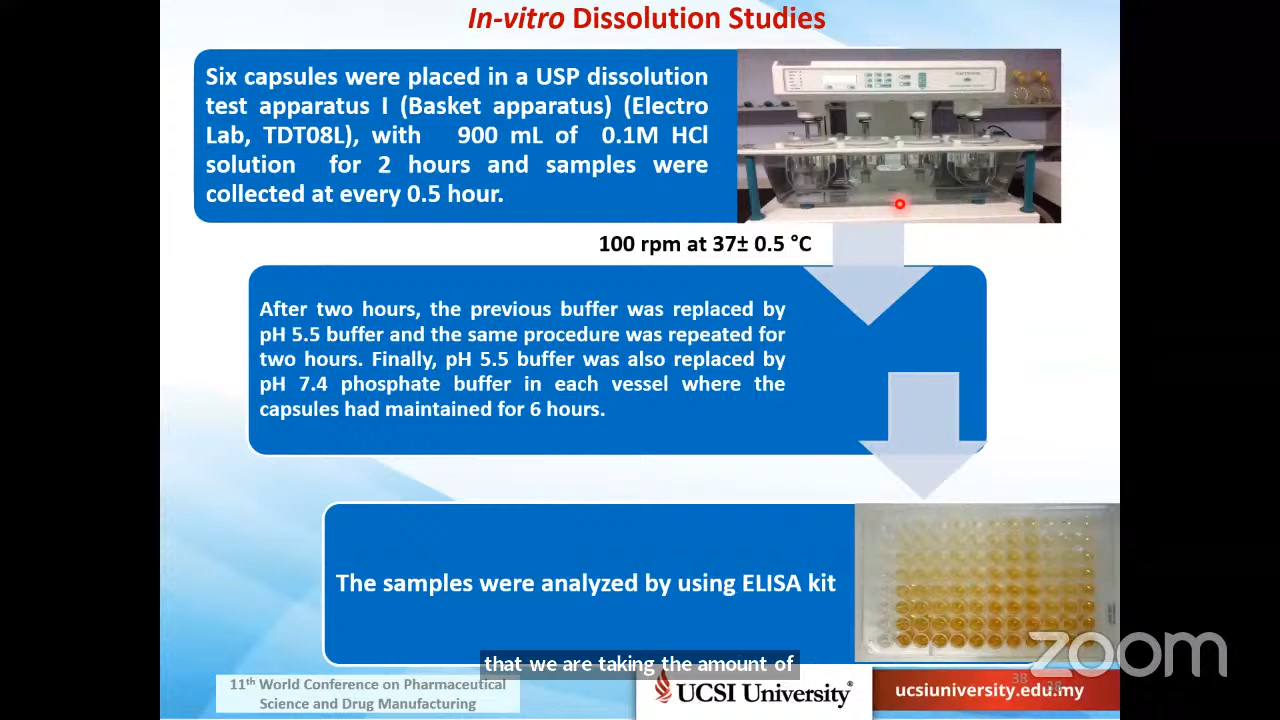 In-vitro Dissolution Studies
Six capsules were placed in a USP dissolution
test apparatus I (Basket apparatus) (Electro
Lab, TDT08L), with 900 mL of 0.1M HCl
solution for 2 hours and samples were
collected at every 0.5 hour.
100 rpm at 37± 0.5 °C
After two hours, the previous buffer was replaced by
pH 5.5 buffer and the same procedure was repeated for
two hours. Finally, pH 5.5 buffer was also replaced by
pH 7.4 phosphate buffer in each vessel where the
capsules had maintained for 6 hours.
The samples were analyzed by using ELISA kit
that we are taking the amount of
zoom
11th World Conference on Pharmaceutical
Science and Drug Manufacturing
UCSI University®
ucsiuniversity.edu.my
38
38